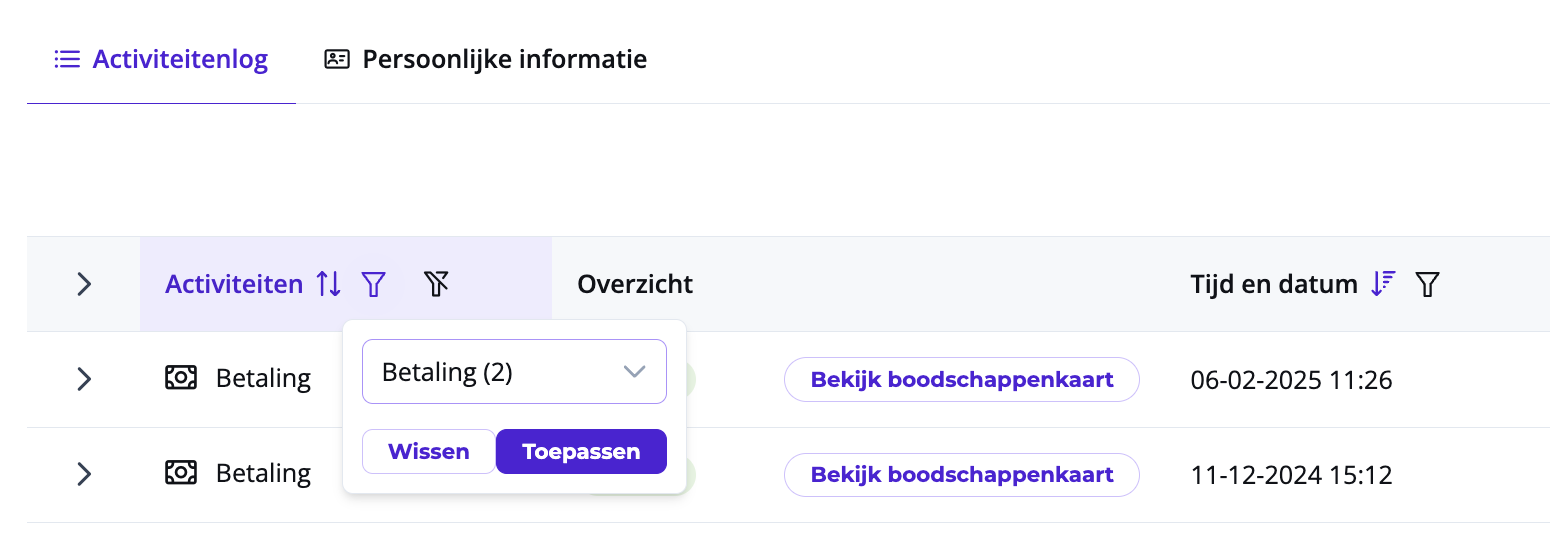 Activiteitenlog Persoonlijke informatie
Activiteiten Overzicht Tijd en datum
Betaling (2)
Betaling Bekijk boodschappenkaart 06-02-2025 11:26
Wissen Toepassen
Betaling Bekijk boodschappenkaart 11-12-2024 15:12